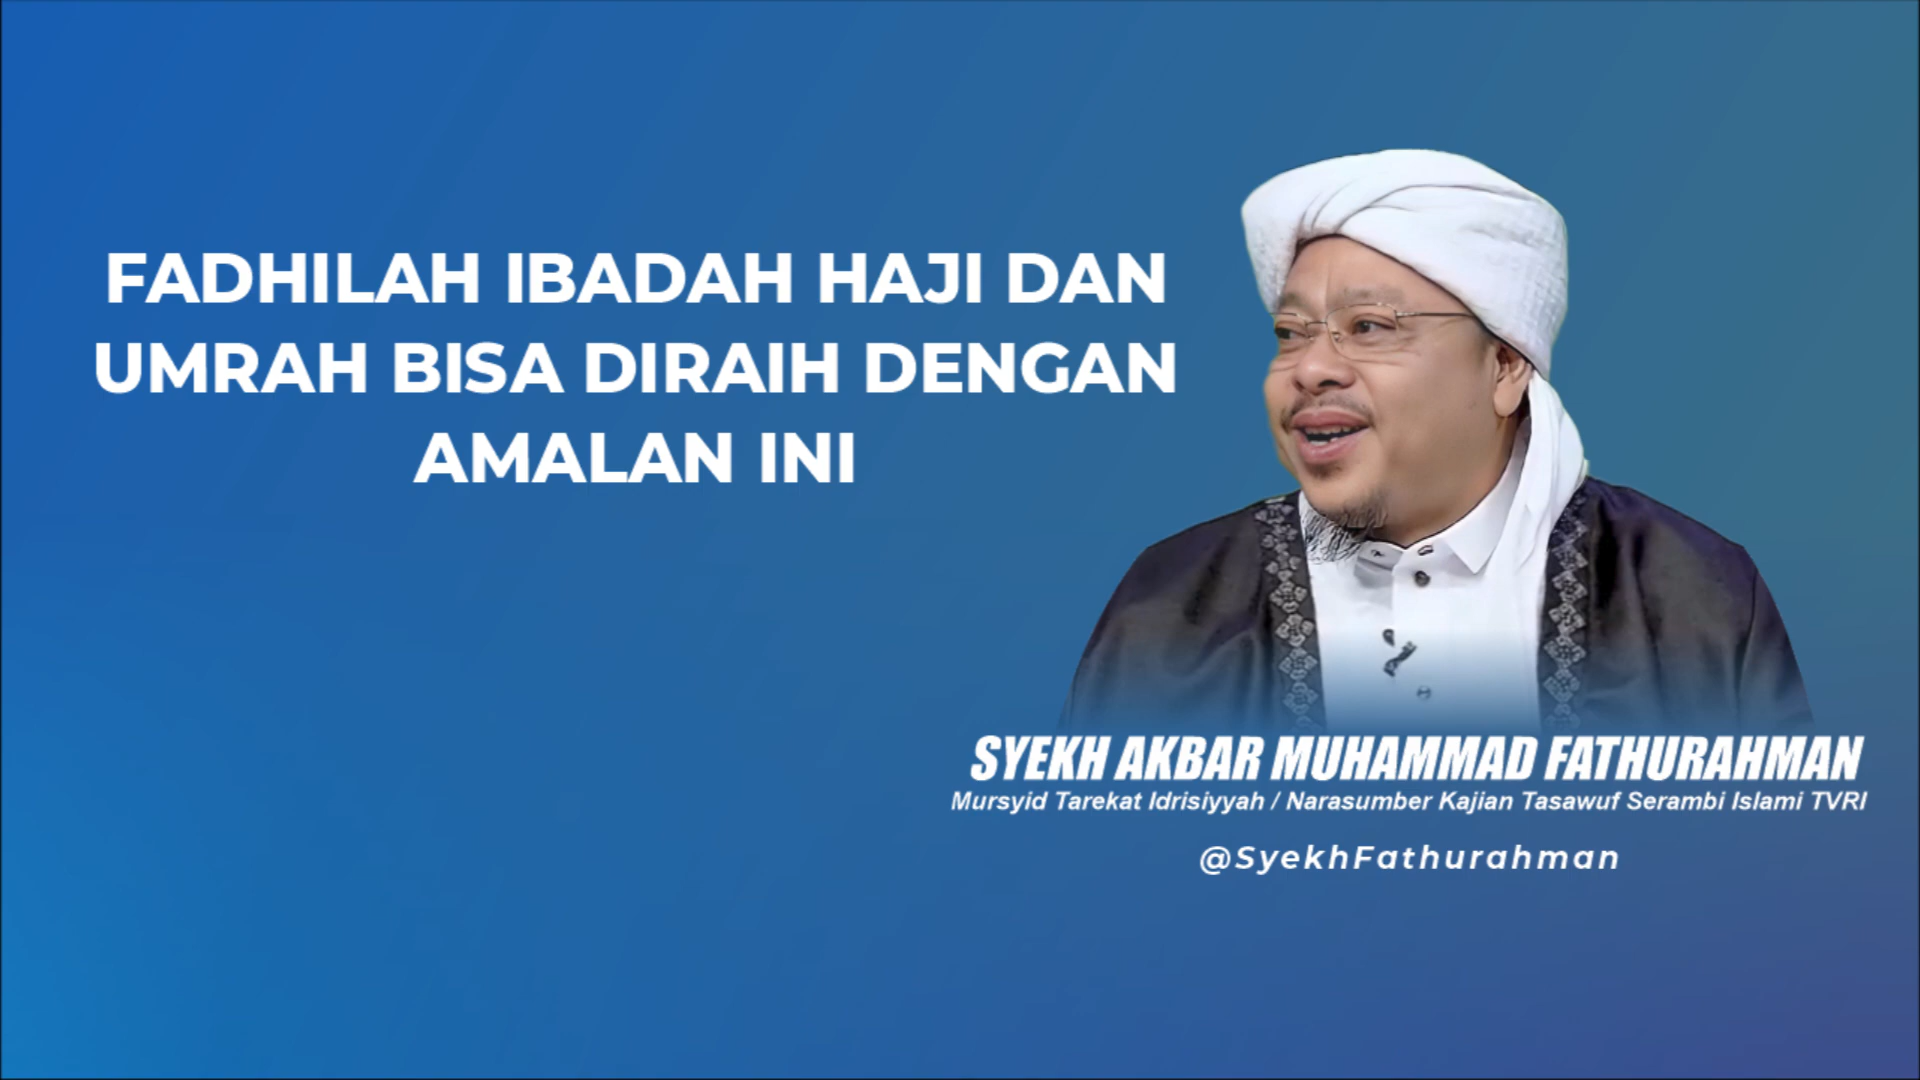 FADHILAH IBADAH HAJI DAN
UMRAH BISA DIRAIH DENGAN
AMALAN INI
SYEKH AKBAR MUHAMMAD FATHURAHMAN
Mursyid Tarekat Idrisiyyah / Narasumber Kajian Tasawuf Serambi Islami TVRI
@SyekhFathurahman